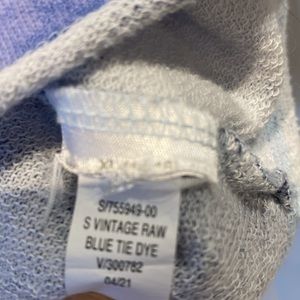 S/755949-00
S VINTAGE RAW
BLUE TIE DYE
V/300782
04/21